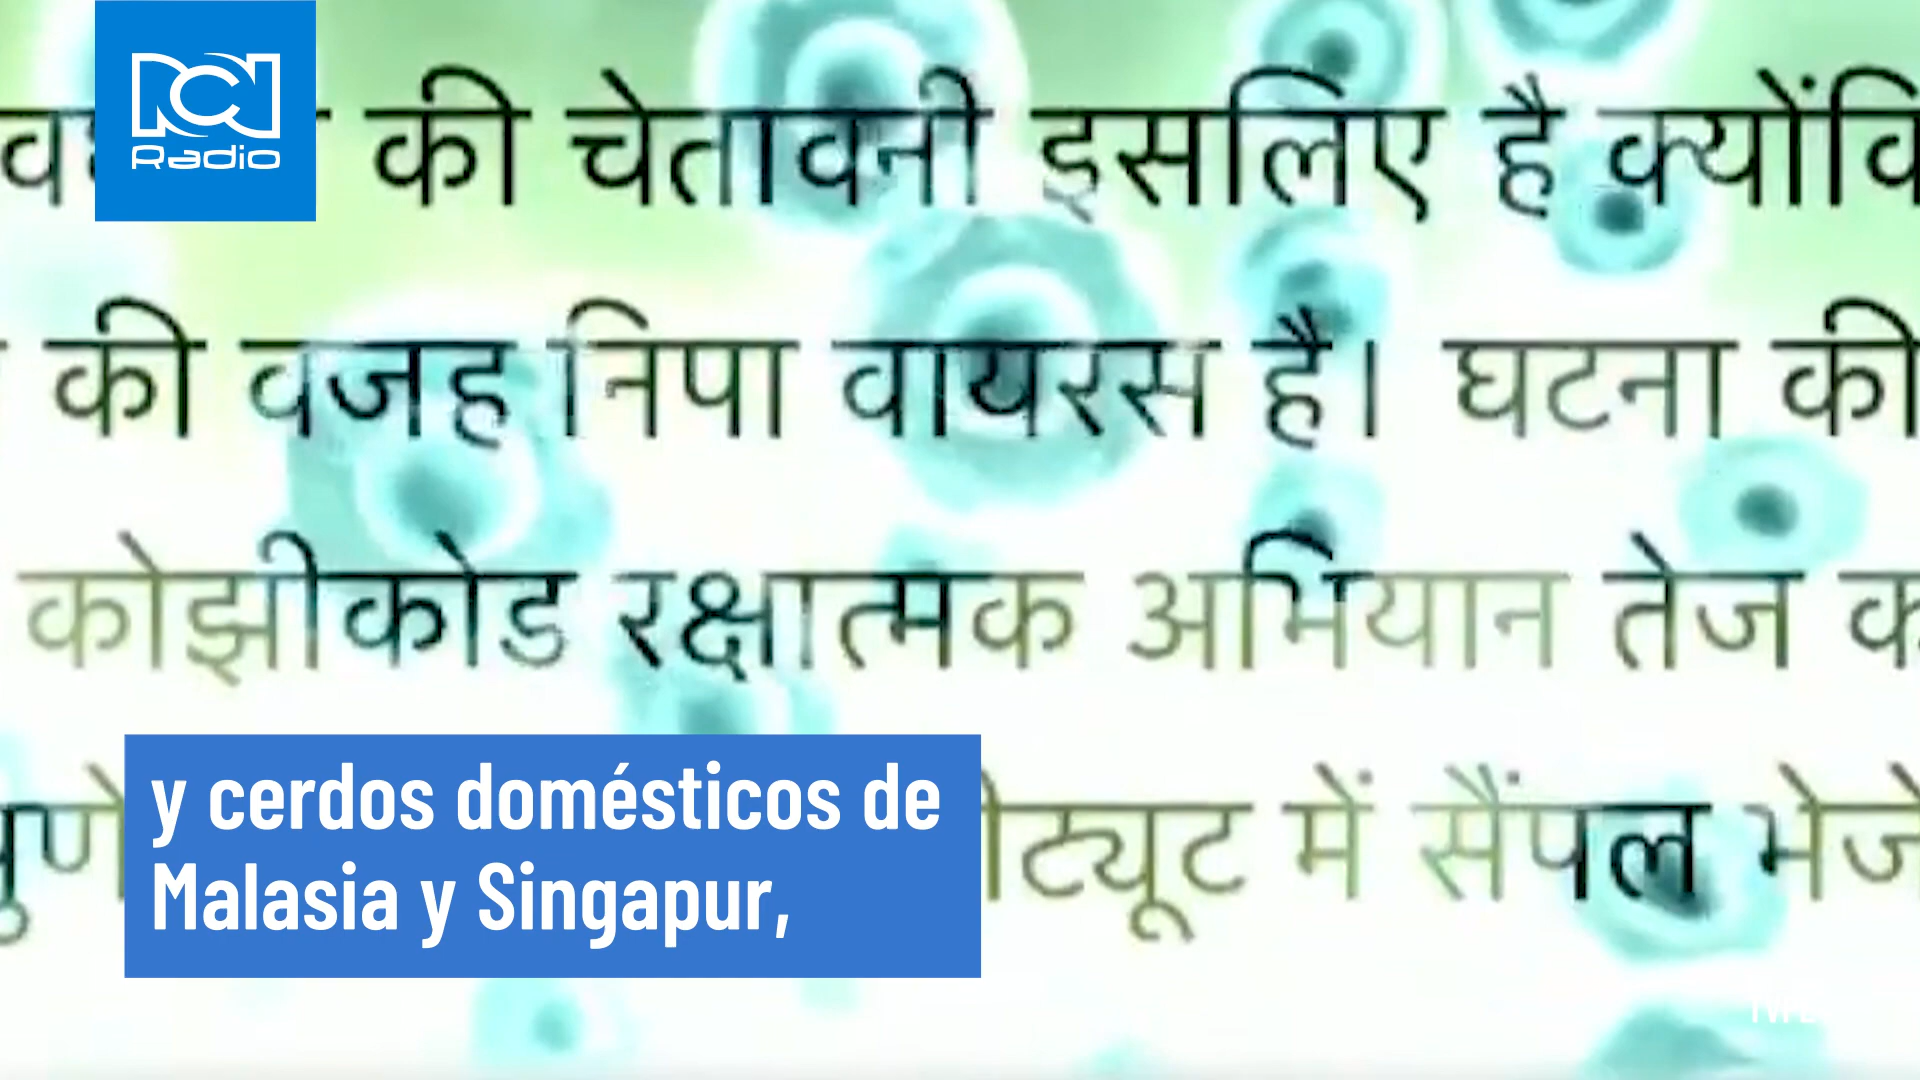 RCN
Radio
की चेतावनी इसलिए है
की वजह निपा वायरस है। घटना की
कोझीकोड रक्षात्मक अभियान तेज
में सैंपल
y cerdos domésticos de
Malasia y Singapur,